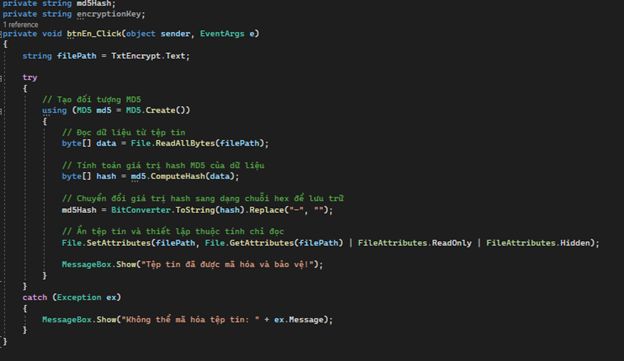 private string md5Hash;
private string encryptionKey;
1 reference
private void btnEn_Click(object sender, EventArgs e)
{
string filePath = TxtEncrypt.Text;
try
{
// Tạo đối tượng MD5
using (MD5 md5 = MD5.Create())
{
// Đọc dữ liệu từ tệp tin
byte[] data = File.ReadAllBytes(filePath);
// Tính toán giá trị hash MD5 của dữ liệu
byte[] hash = md5.ComputeHash(data);
// Chuyển đổi giá trị hash sang dạng chuỗi hex để lưu trữ
md5Hash = BitConverter.ToString(hash).Replace("-", "");
// Ẩn tệp tin và thiết lập thuộc tính chỉ đọc
File.SetAttributes(filePath, File.GetAttributes(filePath) | FileAttributes.ReadOnly | FileAttributes.Hidden);
MessageBox.Show("Tệp tin đã được mã hóa và bảo vệ!");
}
}
catch (Exception ex)
{
MessageBox.Show("Không thể mã hóa tệp tin: " + ex.Message);
}
}